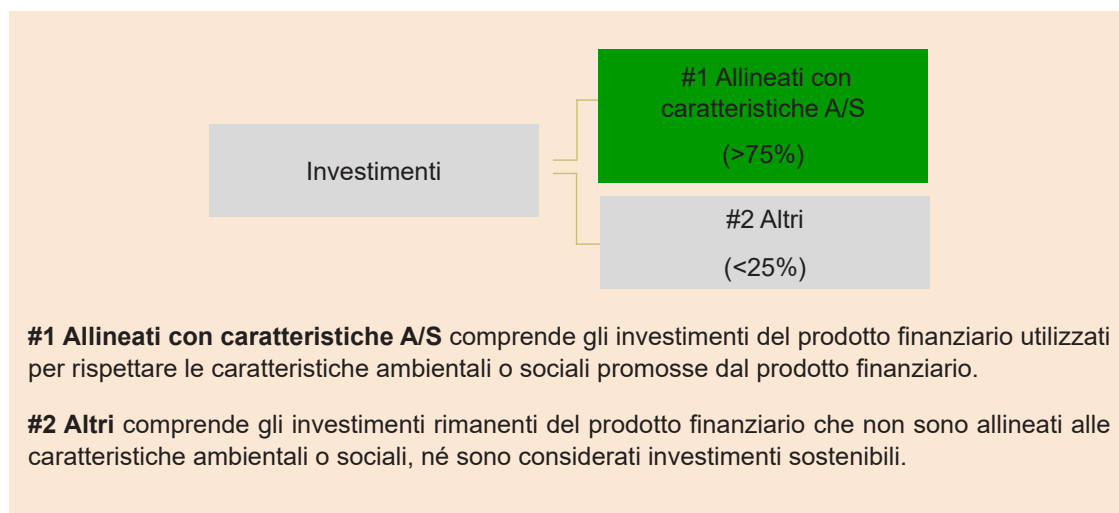 #1 Allineati con
caratteristiche A/S
(>75%)
Investimenti
#2 Altri
(<25%)
#1 Allineati con caratteristiche A/S comprende gli investimenti del prodotto finanziario utilizzati
per rispettare le caratteristiche ambientali o sociali promosse dal prodotto finanziario.
#2 Altri comprende gli investimenti rimanenti del prodotto finanziario che non sono allineati alle
caratteristiche ambientali o sociali, né sono considerati investimenti sostenibili.